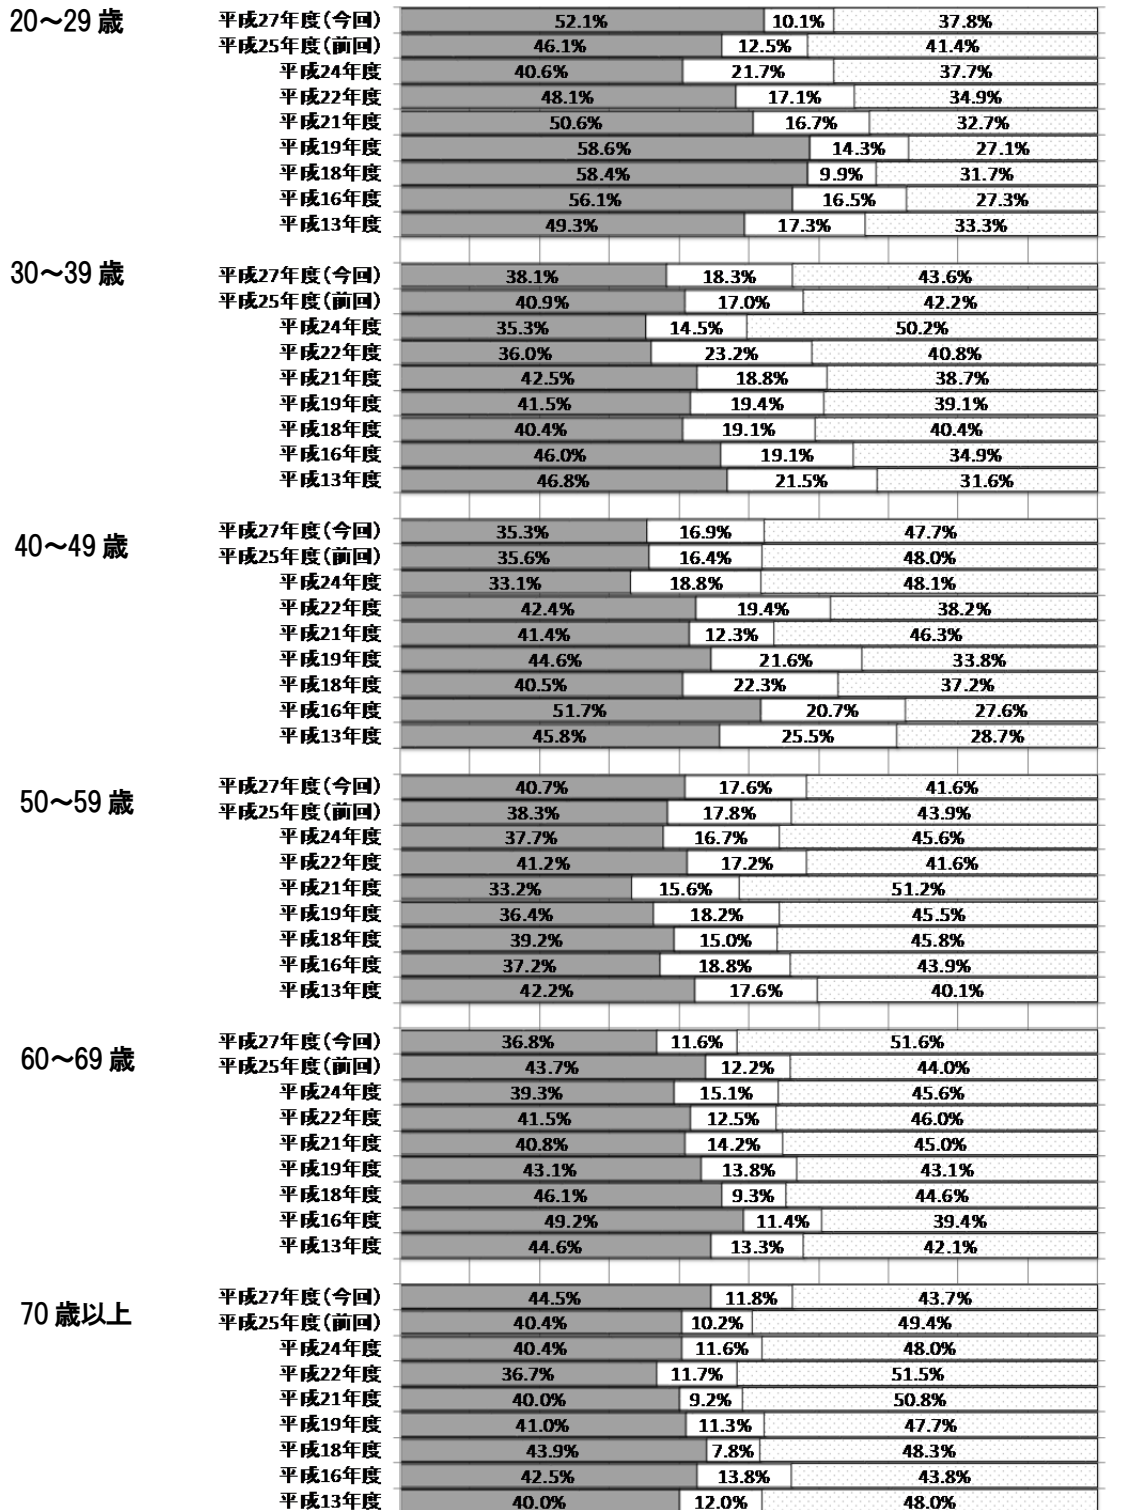 20～29 歳
平成27年度(今回) 52.1% 10.1% 37.8%
平成25年度(前回) 46.1% 12.5% 41.4%
平成24年度 40.6% 21.7% 37.7%
平成22年度 48.1% 17.1% 34.9%
平成21年度 50.6% 16.7% 32.7%
平成19年度 58.6% 14.3% 27.1%
平成18年度 58.4% 9.9% 31.7%
平成16年度 56.1% 16.5% 27.3%
平成13年度 49.3% 17.3% 33.3%
30～39 歳
平成27年度(今回) 38.1% 18.3% 43.6%
平成25年度(前回) 40.9% 17.0% 42.2%
平成24年度 35.3% 14.5% 50.2%
平成22年度 36.0% 23.2% 40.8%
平成21年度 42.5% 18.8% 38.7%
平成19年度 41.5% 19.4% 39.1%
平成18年度 40.4% 19.1% 40.4%
平成16年度 46.0% 19.1% 34.9%
平成13年度 46.8% 21.5% 31.6%
40～49 歳
平成27年度(今回) 35.3% 16.9% 47.7%
平成25年度(前回) 35.6% 16.4% 48.0%
平成24年度 33.1% 18.8% 48.1%
平成22年度 42.4% 19.4% 38.2%
平成21年度 41.4% 12.3% 46.3%
平成19年度 44.6% 21.6% 33.8%
平成18年度 40.5% 22.3% 37.2%
平成16年度 51.7% 20.7% 27.6%
平成13年度 45.8% 25.5% 28.7%
50～59 歳
平成27年度(今回) 40.7% 17.6% 41.6%
平成25年度(前回) 38.3% 17.8% 43.9%
平成24年度 37.7% 16.7% 45.6%
平成22年度 41.2% 17.2% 41.6%
平成21年度 33.2% 15.6% 51.2%
平成19年度 36.4% 18.2% 45.5%
平成18年度 39.2% 15.0% 45.8%
平成16年度 37.2% 18.8% 43.9%
平成13年度 42.2% 17.6% 40.1%
60～69 歳
平成27年度(今回) 36.8% 11.6% 51.6%
平成25年度(前回) 43.7% 12.2% 44.0%
平成24年度 39.3% 15.1% 45.6%
平成22年度 41.5% 12.5% 46.0%
平成21年度 40.8% 14.2% 45.0%
平成19年度 43.1% 13.8% 43.1%
平成18年度 46.1% 9.3% 44.6%
平成16年度 49.2% 11.4% 39.4%
平成13年度 44.6% 13.3% 42.1%
70 歳以上
平成27年度(今回) 44.5% 11.8% 43.7%
平成25年度(前回) 40.4% 10.2% 49.4%
平成24年度 40.4% 11.6% 48.0%
平成22年度 36.7% 11.7% 51.5%
平成21年度 40.0% 9.2% 50.8%
平成19年度 41.0% 11.3% 47.7%
平成18年度 43.9% 7.8% 48.3%
平成16年度 42.5% 13.8% 43.8%
平成13年度 40.0% 12.0% 48.0%